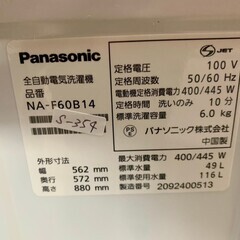 Panasonic
全自動電気洗濯機
品番
NA-F60B14
S-354
外形寸法
幅 562 mm
奥行 572 mm
高さ 880 mm
JET
定格電圧 100 V
定格周波数 50/60 Hz
電動機定格消費電力 400/445 W
定格時間 洗いのみ 10分
標準洗濯容量 6.0 kg
PS E
パナソニック株式会社
中国製
最大消費電力 400/445 W
標準水量 49 L
標準使用水量 116 L
製造番号 2092400513